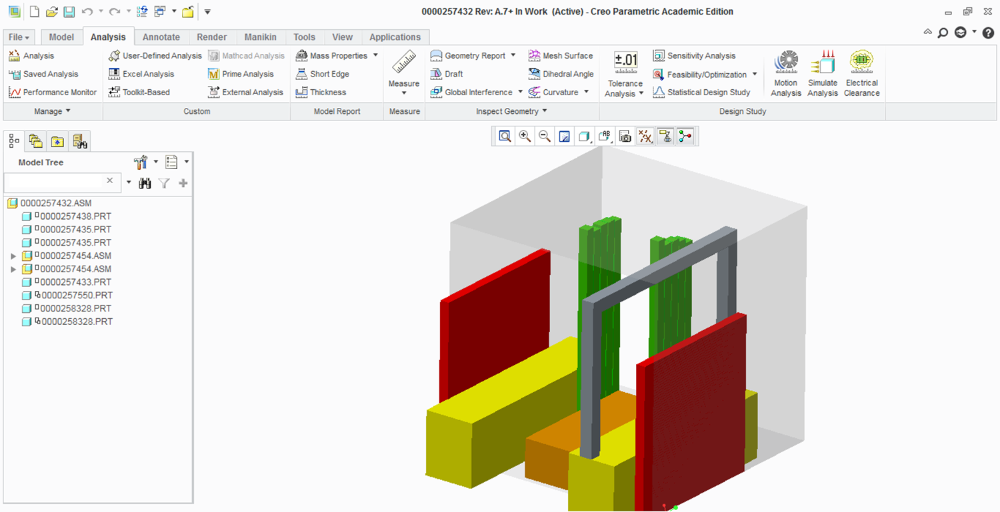 0000257432 Rev: A.7+ In Work (Active) - Creo Parametric Academic Edition
File Model Analysis Annotate Render Manikin Tools View Applications
Analysis User-Defined Analysis Mathcad Analysis Mass Properties Geometry Report Mesh Surface Sensitivity Analysis
Saved Analysis Excel Analysis Prime Analysis Short Edge Draft Dihedral Angle Feasibility/Optimization
Performance Monitor Toolkit-Based External Analysis Thickness Global Interference Curvature Statistical Design Study
Measure
±.01
Tolerance
Analysis
Motion
Analysis
Simulate
Analysis
Electrical
Clearance
Manage Custom Model Report Measure Inspect Geometry Design Study
AB
Model Tree
0000257432.ASM
0000257438.PRT
0000257435.PRT
0000257435.PRT
0000257454.ASM
0000257454.ASM
0000257433.PRT
0000257550.PRT
0000258328.PRT
0000258328.PRT